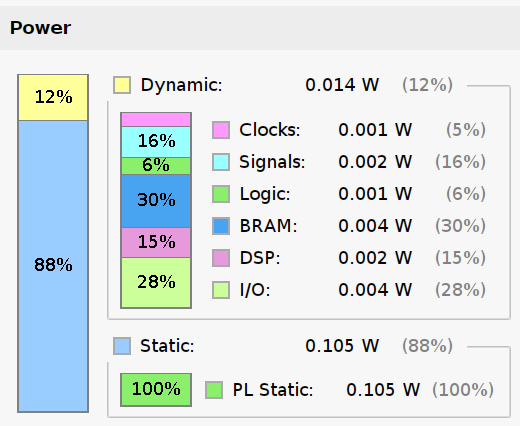 Power
12%
88%
Dynamic: 0.014 W (12%)
16%
6%
30%
15%
28%
Clocks: 0.001 W (5%)
Signals: 0.002 W (16%)
Logic: 0.001 W (6%)
BRAM: 0.004 W (30%)
DSP: 0.002 W (15%)
I/O: 0.004 W (28%)
Static: 0.105 W (88%)
100%
PL Static: 0.105 W (100%)